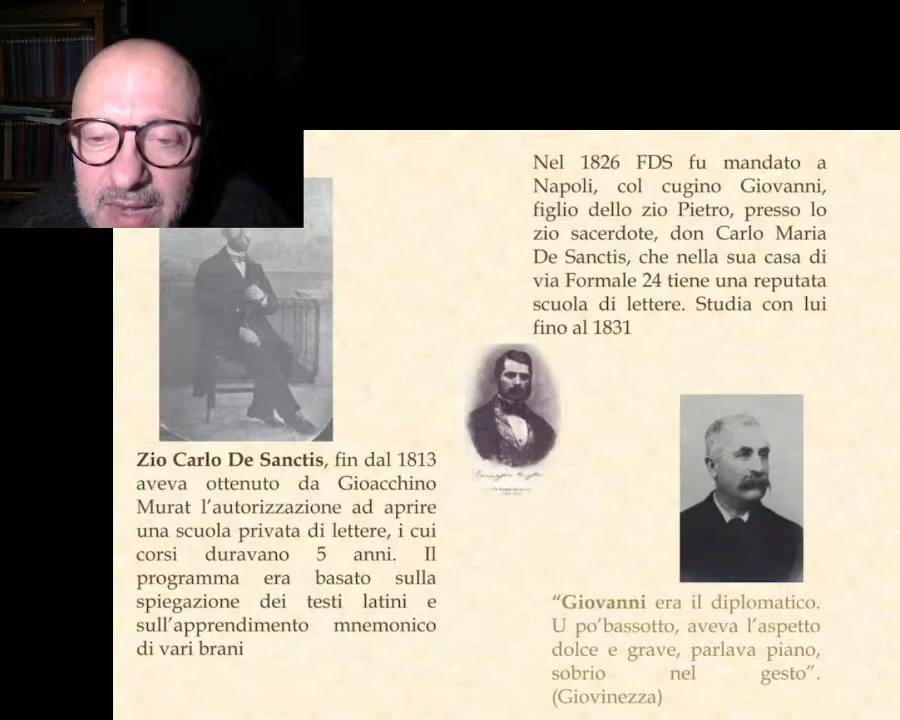 Nel 1826 FDS fu mandato a
Napoli, col cugino Giovanni,
figlio dello zio Pietro, presso lo
zio sacerdote, don Carlo Maria
De Sanctis, che nella sua casa di
via Formale 24 tiene una reputata
scuola di lettere. Studia con lui
fino al 1831
Zio Carlo De Sanctis, fin dal 1813
aveva ottenuto da Gioacchino
Murat l'autorizzazione ad aprire
una scuola privata di lettere, i cui
corsi duravano 5 anni. Il
programma era basato sulla
spiegazione dei testi latini e
sull'apprendimento mnemonico
di vari brani
"Giovanni era il diplomatico.
U po'bassotto, aveva l'aspetto
dolce e grave, parlava piano,
sobrio nel gesto".
(Giovinezza)